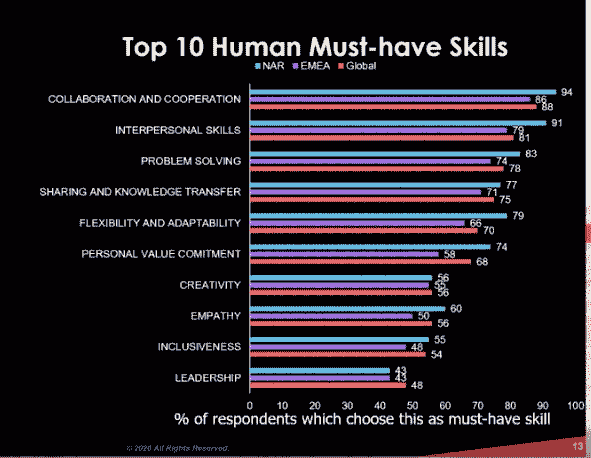 Top 10 Human Must-have Skills
NAR EMEA Global
COLLABORATION AND COOPERATION 94 86 88
INTERPERSONAL SKILLS 91 79 81
PROBLEM SOLVING 83 74 78
SHARING AND KNOWLEDGE TRANSFER 77 71 75
FLEXIBILITY AND ADAPTABILITY 79 66 70
PERSONAL VALUE COMITMENT 74 58 68
CREATIVITY 56 55 56
EMPATHY 60 50 56
INCLUSIVENESS 55 48 54
LEADERSHIP 43 43 48
0 10 20 30 40 50 60 70 80 90 100
% of respondents which choose this as must-have skill
© 2020 All Rights Reserved.
13